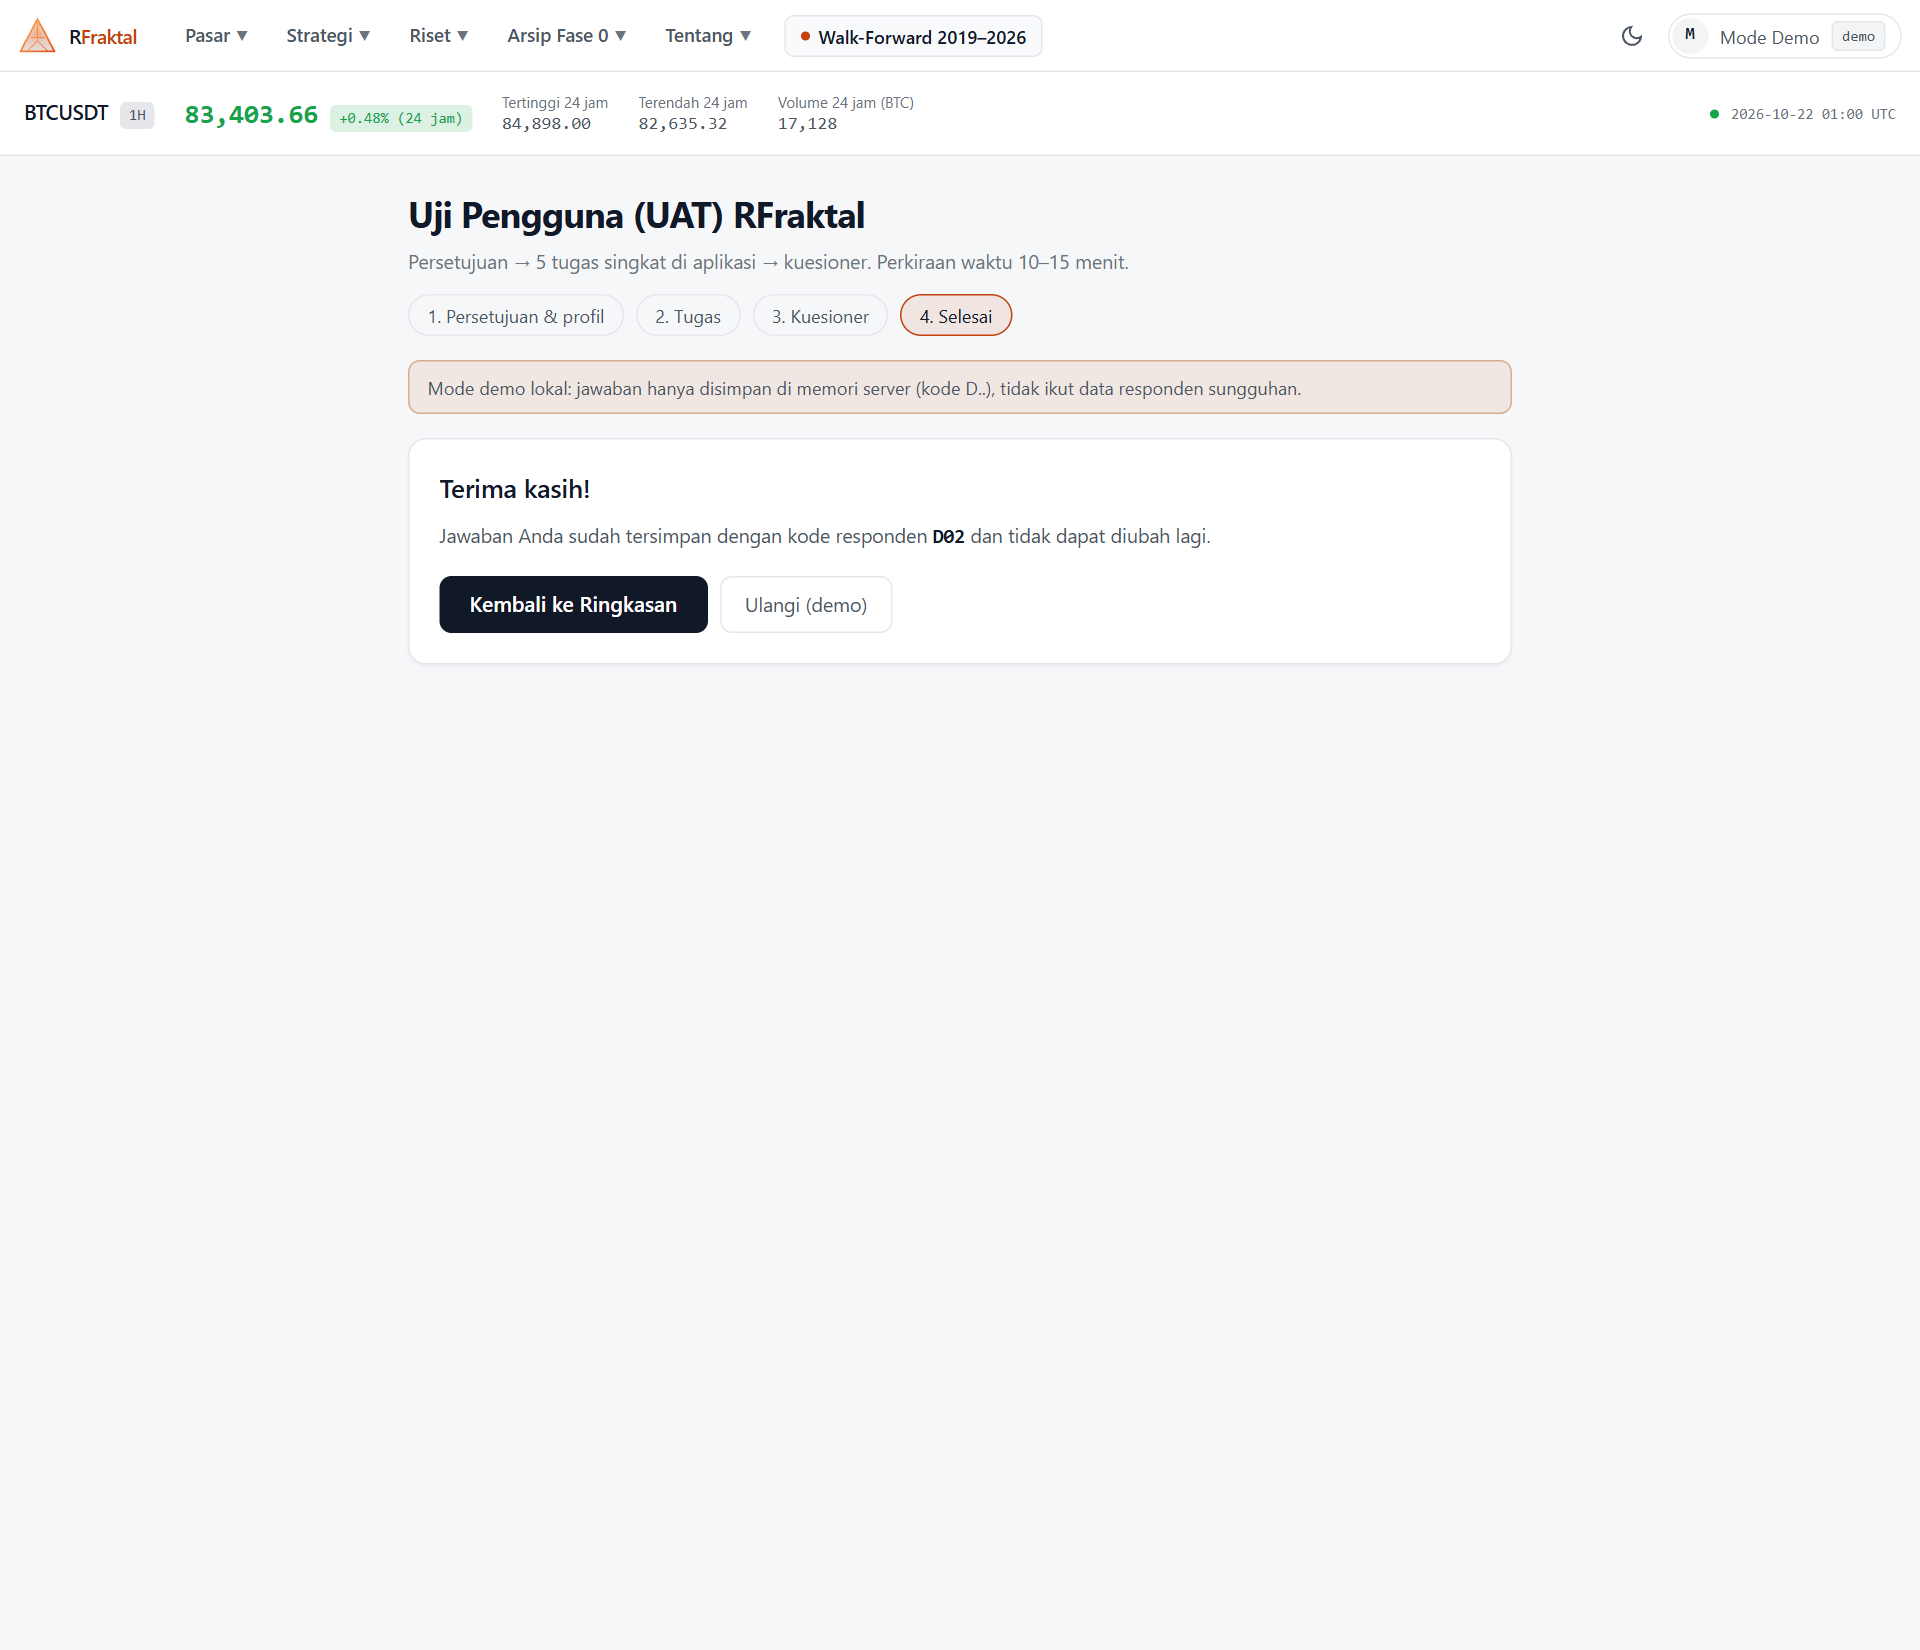 RFraktal
Pasar ▼
Strategi ▼
Riset ▼
Arsip Fase 0 ▼
Tentang ▼
Walk-Forward 2019–2026
M
Mode Demo
demo
BTCUSDT
1H
83,403.66
+0.48% (24 jam)
Tertinggi 24 jam
84,898.00
Terendah 24 jam
82,635.32
Volume 24 jam (BTC)
17,128
2026-10-22 01:00 UTC
Uji Pengguna (UAT) RFraktal
Persetujuan → 5 tugas singkat di aplikasi → kuesioner. Perkiraan waktu 10–15 menit.
1. Persetujuan & profil
2. Tugas
3. Kuesioner
4. Selesai
Mode demo lokal: jawaban hanya disimpan di memori server (kode D..), tidak ikut data responden sungguhan.
Terima kasih!
Jawaban Anda sudah tersimpan dengan kode responden D02 dan tidak dapat diubah lagi.
Kembali ke Ringkasan
Ulangi (demo)